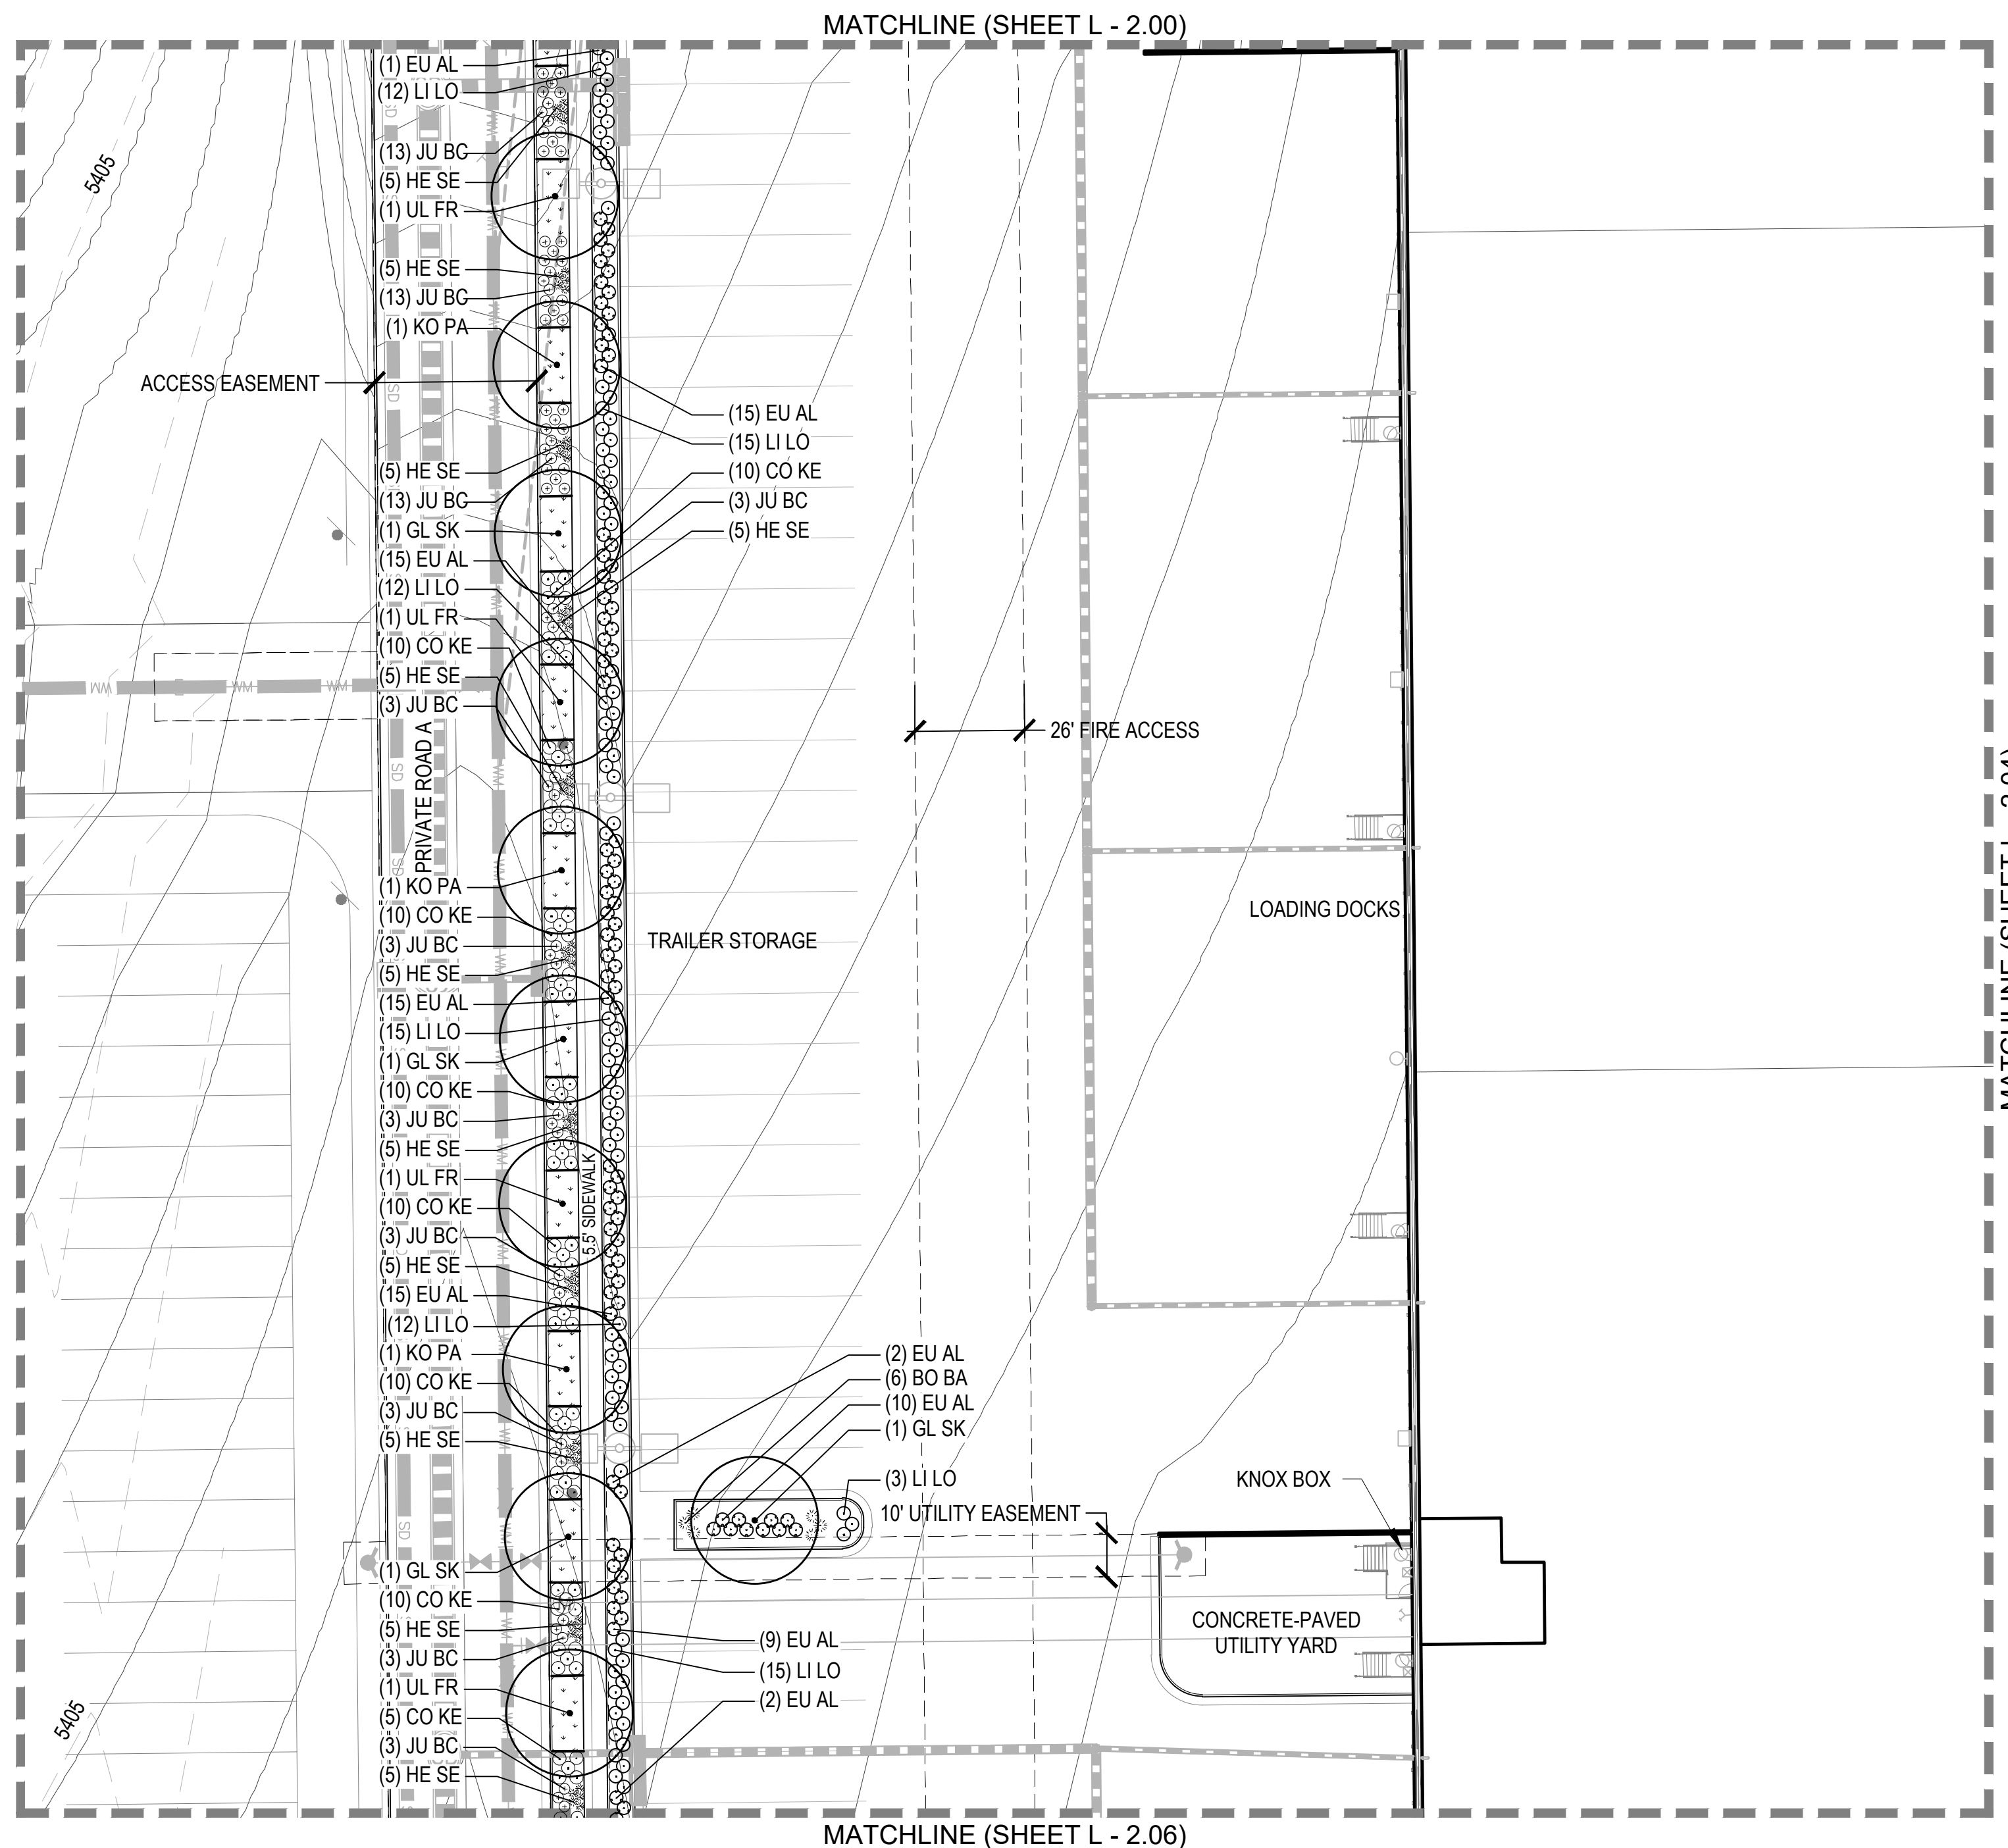 MATCHLINE (SHEET L - 2.00)
(1) EU AL
(12) LI LO
(13) JU BC
(5) HE SE
(1) UL FR
(5) HE SE
(13) JU BC
(1) KO PA
ACCESS EASEMENT
(5) HE SE
(13) JU BC
(1) GL SK
(15) EU AL
(12) LI LO
(1) UL FR
(10) CO KE
(5) HE SE
(3) JU BC
(15) EU AL
(15) LI LO
(10) CO KE
(3) JU BC
(5) HE SE
5405
SD
SD
WM
WM
WM
PRIVATE ROAD A
SD
SD
26' FIRE ACCESS
LOADING DOCKS
TRAILER STORAGE
(1) KO PA
(10) CO KE
(3) JU BC
(5) HE SE
(15) EU AL
(15) LI LO
(1) GL SK
(10) CO KE
(3) JU BC
(5) HE SE
(1) UL FR
(10) CO KE
(3) JU BC
(5) HE SE
(15) EU AL
(12) LI LO
(1) KO PA
(10) CO KE
(3) JU BC
(5) HE SE
5.5' SIDEWALK
(2) EU AL
(6) BO BA
(10) EU AL
(1) GL SK
(3) LI LO
10' UTILITY EASEMENT
KNOX BOX
SD
(1) GL SK
(10) CO KE
(5) HE SE
(3) JU BC
(1) UL FR
(5) CO KE
(3) JU BC
(5) HE SE
(9) EU AL
(15) LI LO
(2) EU AL
CONCRETE-PAVED
UTILITY YARD
5405
MATCHLINE (SHEET L - 2.06)